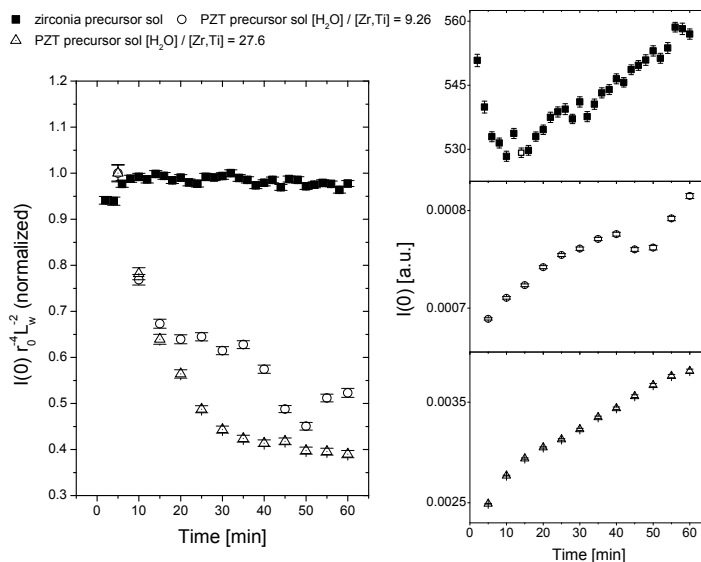 zirconia precursor sol PZT precursor sol [H₂O] / [Zr,Ti] = 9.26
PZT precursor sol [H₂O] / [Zr,Ti] = 27.6
I(0) r₀⁻⁴L_w⁻² (normalized)
1.2
1.1
1.0
0.9
0.8
0.7
0.6
0.5
0.4
0.3
0 10 20 30 40 50 60
Time [min]
I(0) [a.u.]
560
545
530
0.0008
0.0007
0.0035
0.0025
0 10 20 30 40 50 60
Time [min]